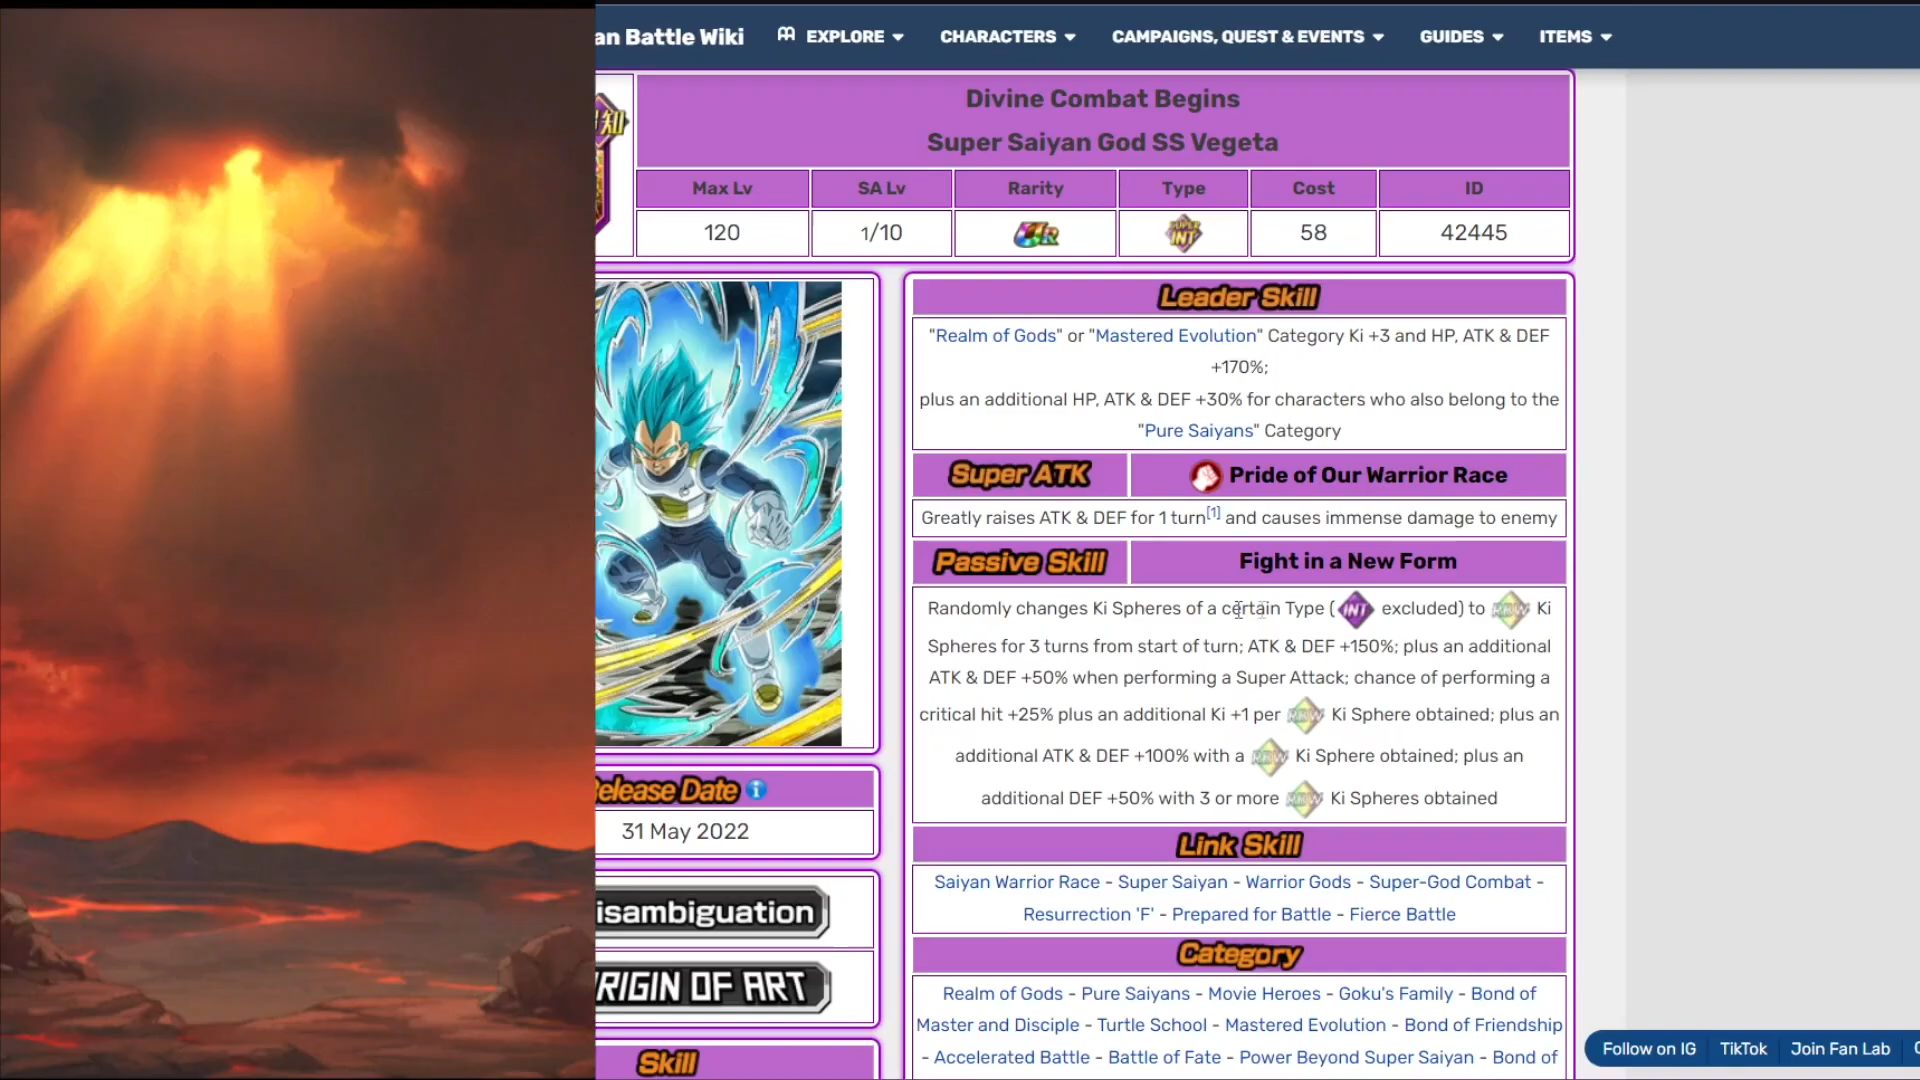 an Battle Wiki
EXPLORE
CHARACTERS
CAMPAIGNS, QUEST & EVENTS
GUIDES
ITEMS
知
Divine Combat Begins
Super Saiyan God SS Vegeta
Max Lv
SA Lv
Rarity
Type
Cost
ID
120
1/10
UR
SUPER INT
58
42445
Leader Skill
"Realm of Gods" or "Mastered Evolution" Category Ki +3 and HP, ATK & DEF
+170%;
plus an additional HP, ATK & DEF +30% for characters who also belong to the
"Pure Saiyans" Category
Super ATK
Pride of Our Warrior Race
Greatly raises ATK & DEF for 1 turn[1] and causes immense damage to enemy
Passive Skill
Fight in a New Form
Randomly changes Ki Spheres of a certain Type ( INT excluded) to RBW Ki
Spheres for 3 turns from start of turn; ATK & DEF +150%; plus an additional
ATK & DEF +50% when performing a Super Attack; chance of performing a
critical hit +25% plus an additional Ki +1 per RBW Ki Sphere obtained; plus an
additional ATK & DEF +100% with a RBW Ki Sphere obtained; plus an
additional DEF +50% with 3 or more RBW Ki Spheres obtained
Link Skill
Saiyan Warrior Race - Super Saiyan - Warrior Gods - Super-God Combat -
Resurrection 'F' - Prepared for Battle - Fierce Battle
Category
Realm of Gods - Pure Saiyans - Movie Heroes - Goku's Family - Bond of
Master and Disciple - Turtle School - Mastered Evolution - Bond of Friendship
- Accelerated Battle - Battle of Fate - Power Beyond Super Saiyan - Bond of
elease Date
31 May 2022
isambiguation
RIGIN OF ART
Skill
Follow on IG
TikTok
Join Fan Lab